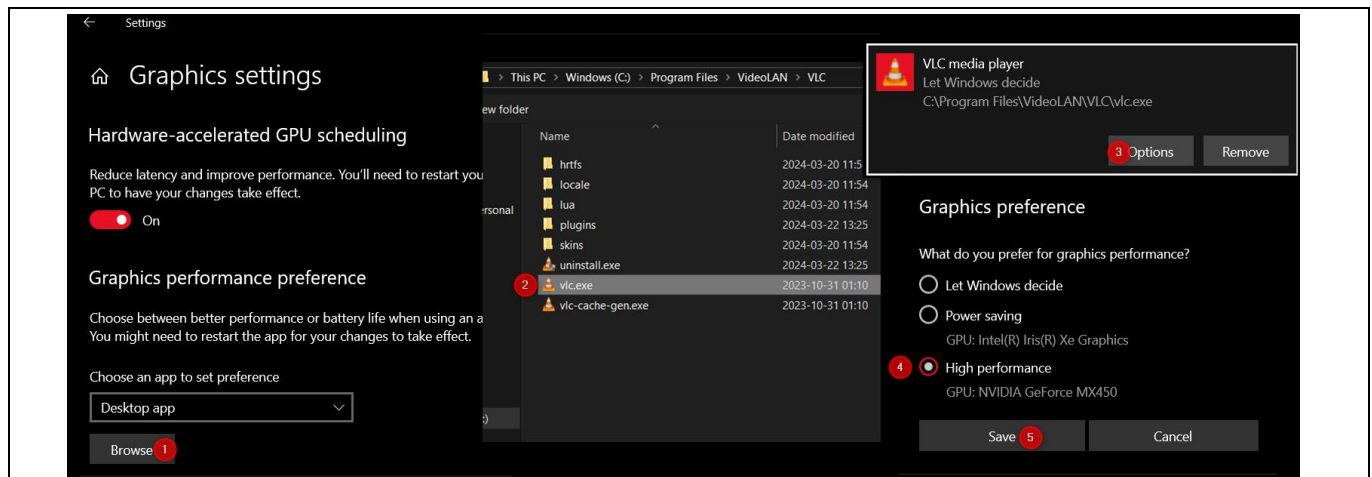 Settings
Graphics settings
Hardware-accelerated GPU scheduling
Reduce latency and improve performance. You'll need to restart you
PC to have your changes take effect.
On
Graphics performance preference
Choose between better performance or battery life when using an a
You might need to restart the app for your changes to take effect.
Choose an app to set preference
Desktop app
Browse 1
This PC > Windows (C:) > Program Files > VideoLAN > VLC
ew folder
Name Date modified
hrtfs 2024-03-20 11:5
locale 2024-03-20 11:54
ersonal
lua 2024-03-20 11:54
plugins 2024-03-22 13:25
skins 2024-03-20 11:54
uninstall.exe 2024-03-22 13:25
2 vlc.exe 2023-10-31 01:10
vlc-cache-gen.exe 2023-10-31 01:10
:)
VLC media player
Let Windows decide
C:\Program Files\VideoLAN\VLC\vlc.exe
3 Options Remove
Graphics preference
What do you prefer for graphics performance?
Let Windows decide
Power saving
GPU: Intel(R) Iris(R) Xe Graphics
4 High performance
GPU: NVIDIA GeForce MX450
Save 5 Cancel